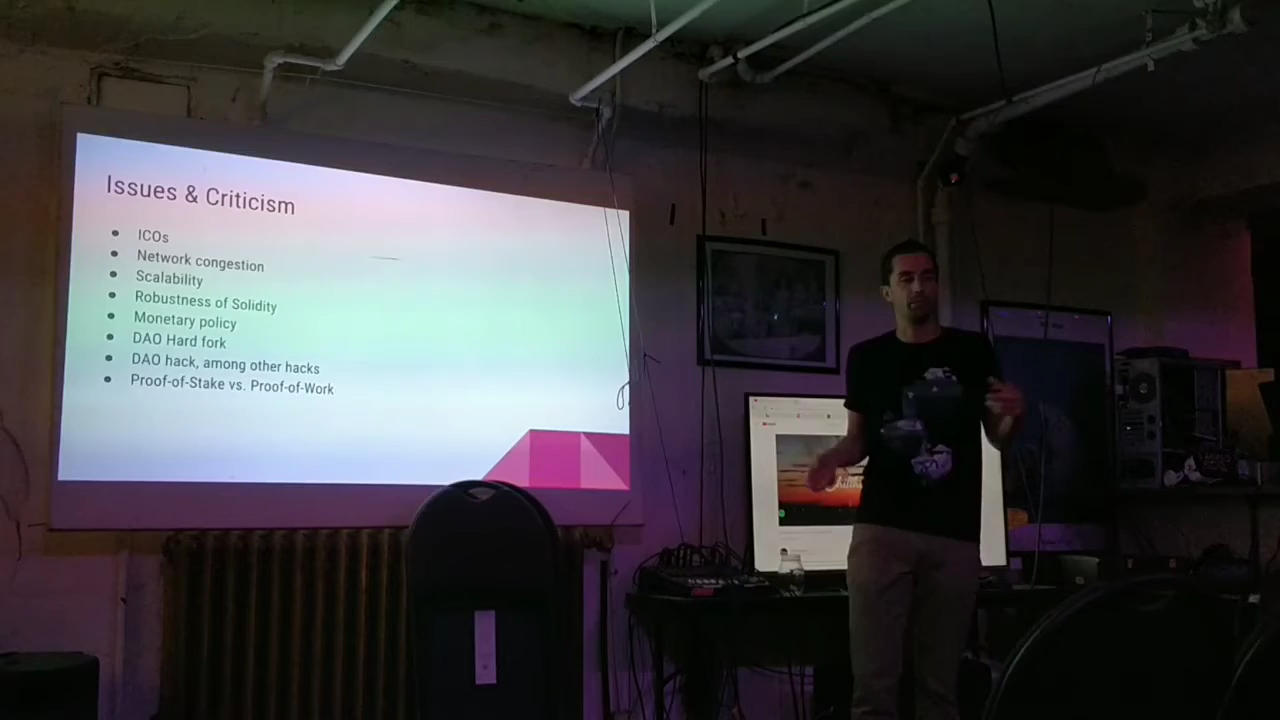 Issues & Criticism
ICOs
Network congestion
Scalability
Robustness of Solidity
Monetary policy
DAO Hard fork
DAO hack, among other hacks
Proof-of-Stake vs. Proof-of-Work